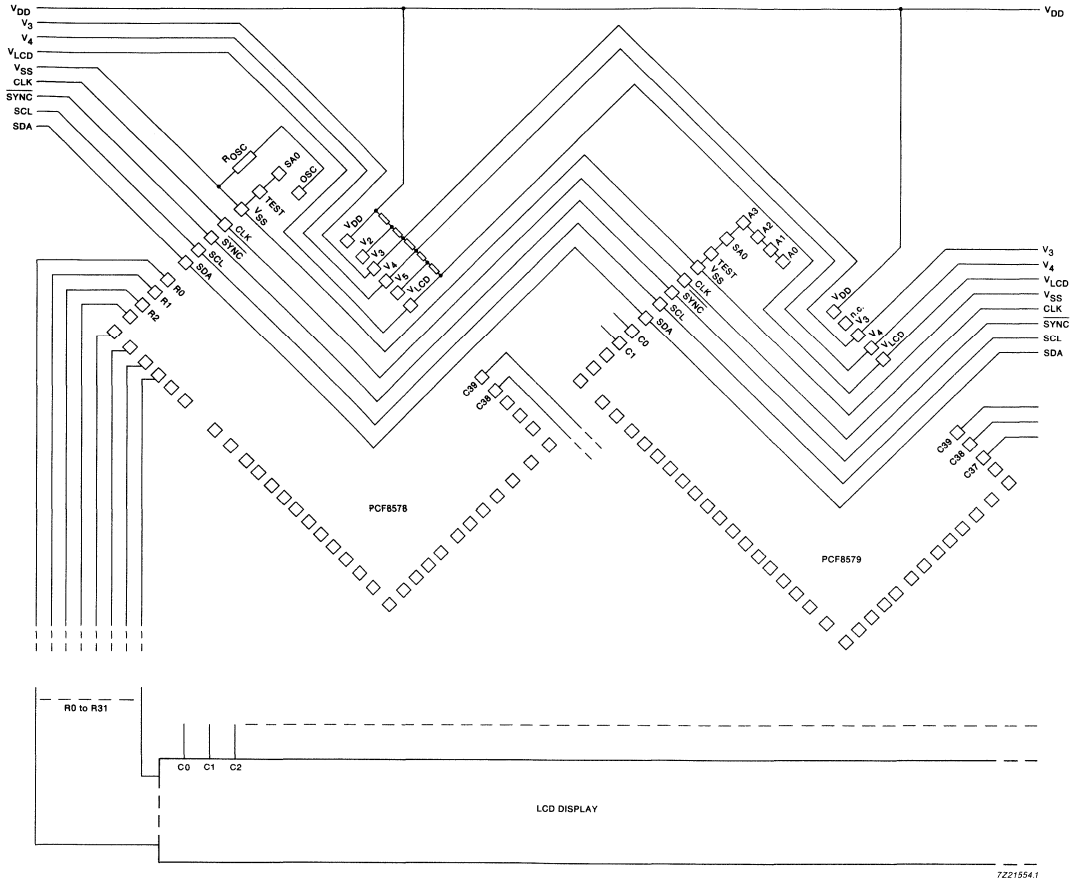 VDD
V3
V4
VLCD
VSS
CLK
SYNC
SCL
SDA
VDD
ROSC
SA0
OSC
TEST
VSS
CLK
SYNC
SCL
SDA
R0
R1
R2
VDD
V2
V3
V4
V5
VLCD
C39
C38
PCF8578
A3
A2
A1
A0
SA0
TEST
VSS
CLK
SYNC
SCL
SDA
C0
C1
VDD
n.c.
V3
V4
VLCD
V3
V4
VLCD
VSS
CLK
SYNC
SCL
SDA
C39
C38
C37
PCF8579
R0 to R31
C0 C1 C2
LCD DISPLAY
7Z21554.1